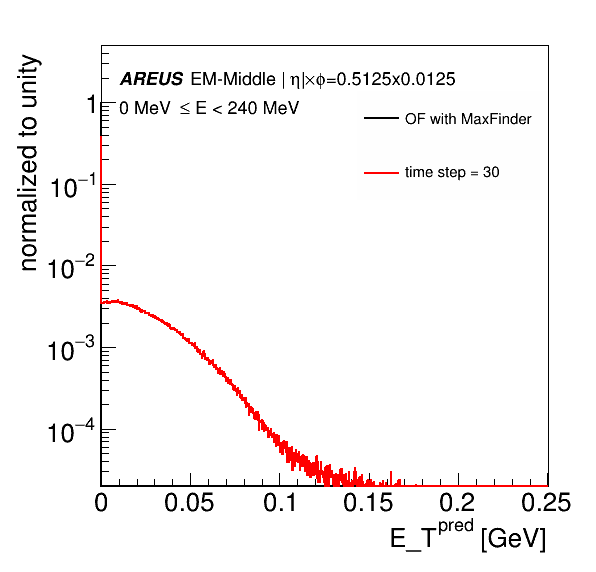 normalized to unity
AREUS EM-Middle | η|×ϕ=0.5125x0.0125
0 MeV ≤ E < 240 MeV
OF with MaxFinder
time step = 30
1
10⁻¹
10⁻²
10⁻³
10⁻⁴
0 0.05 0.1 0.15 0.2 0.25
E_T^pred [GeV]